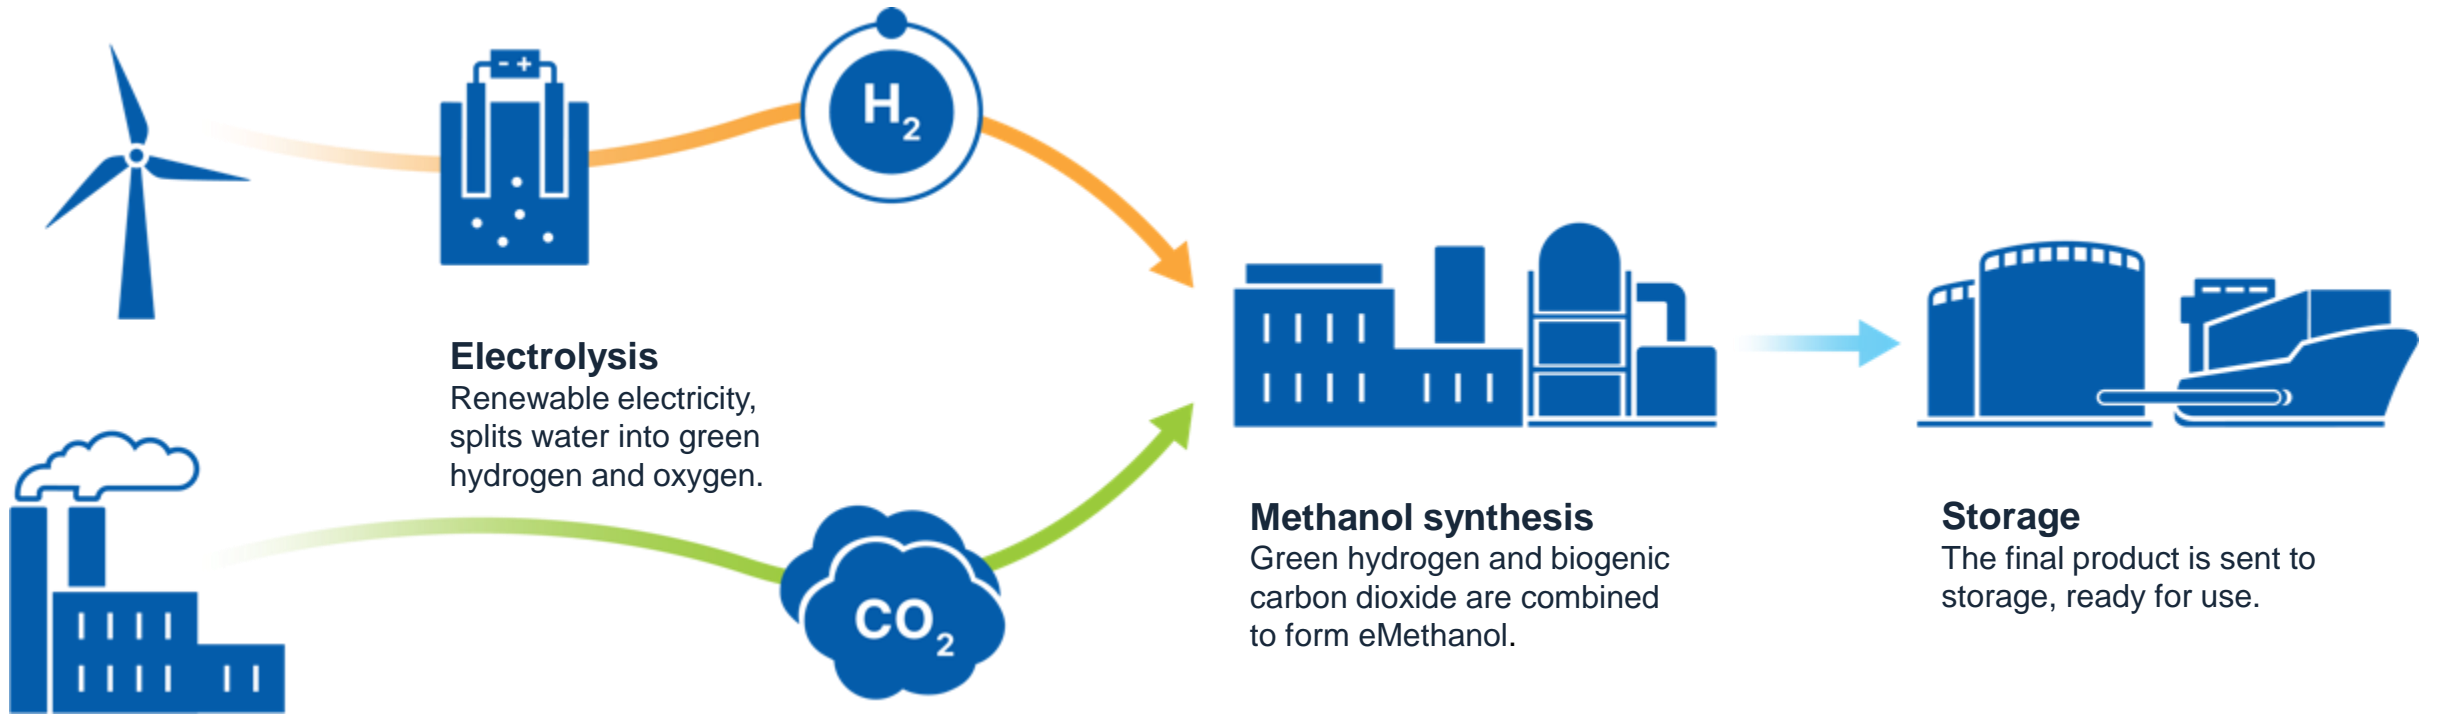 - +
H2
Electrolysis
Renewable electricity,
splits water into green
hydrogen and oxygen.
CO2
Methanol synthesis
Green hydrogen and biogenic
carbon dioxide are combined
to form eMethanol.
Storage
The final product is sent to
storage, ready for use.